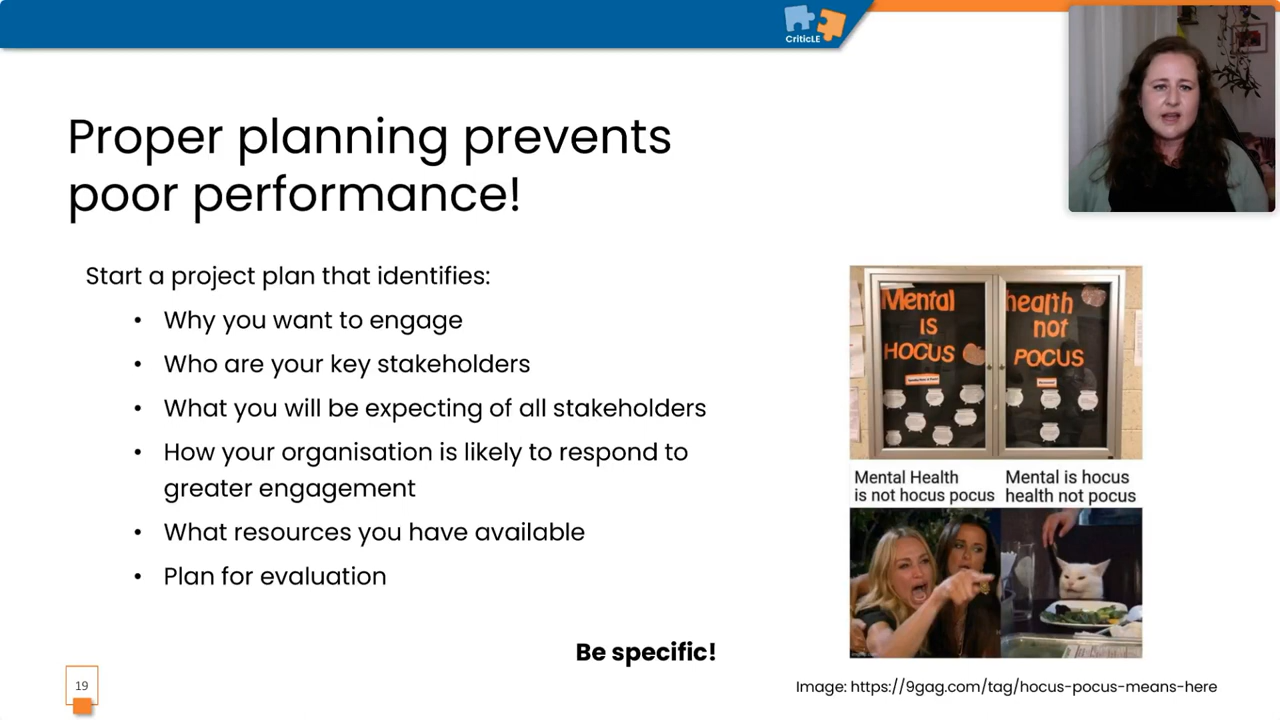 CriticLE
Proper planning prevents
poor performance!
Start a project plan that identifies:
• Why you want to engage
• Who are your key stakeholders
• What you will be expecting of all stakeholders
• How your organisation is likely to respond to
greater engagement
• What resources you have available
• Plan for evaluation
Be specific!
Mental health
IS not
HOCUS POCUS
Mental Health
is not hocus pocus
Mental is hocus
health not pocus
19
Image: https://9gag.com/tag/hocus-pocus-means-here